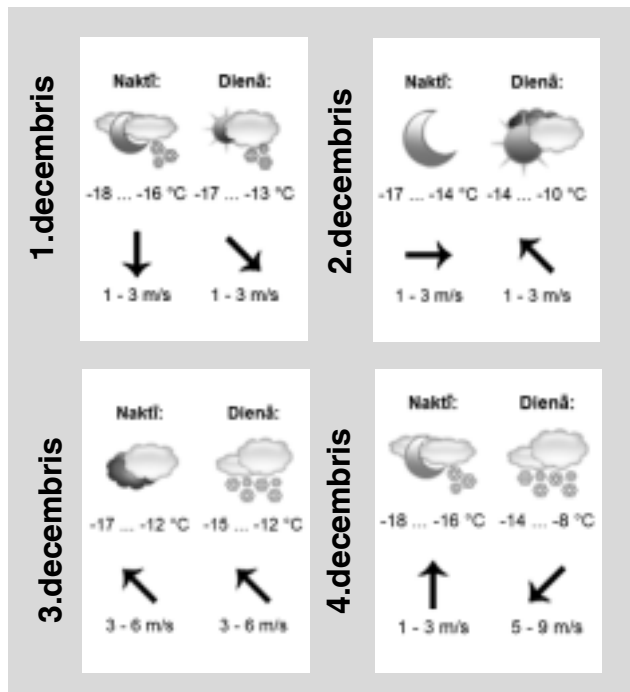 1.decembris
Naktī: Dienā:
-18 ... -16 °C -17 ... -13 °C
1 - 3 m/s 1 - 3 m/s
2.decembris
Naktī: Dienā:
-17 ... -14 °C -14 ... -10 °C
1 - 3 m/s 1 - 3 m/s
3.decembris
Naktī: Dienā:
-17 ... -12 °C -15 ... -12 °C
3 - 6 m/s 3 - 6 m/s
4.decembris
Naktī: Dienā:
-18 ... -16 °C -14 ... -8 °C
1 - 3 m/s 5 - 9 m/s